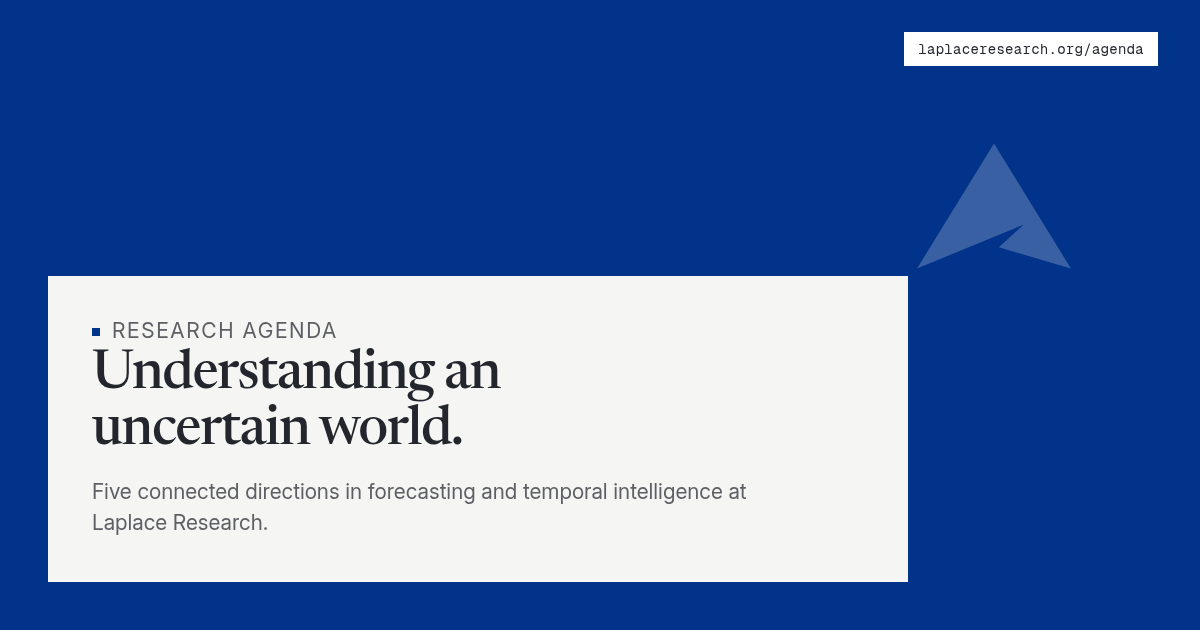 laplaceresearch.org/agenda
RESEARCH AGENDA
Understanding an
uncertain world.
Five connected directions in forecasting and temporal intelligence at
Laplace Research.